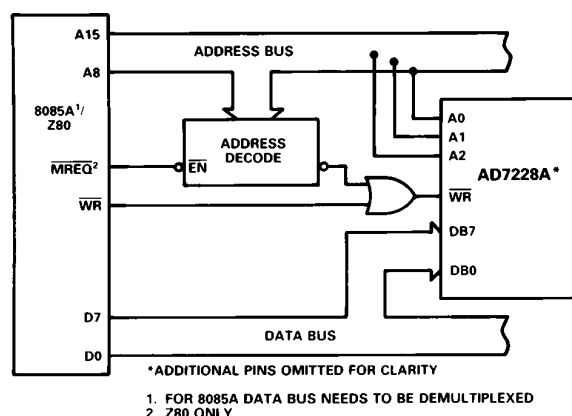 A15
ADDRESS BUS
A8
8085A¹/
Z80
ADDRESS
DECODE
A0
A1
A2
AD7228A*
MREQ²
EN
WR
WR
DB7
DB0
D7
DATA BUS
D0
*ADDITIONAL PINS OMITTED FOR CLARITY
1. FOR 8085A DATA BUS NEEDS TO BE DEMULTIPLEXED
2. Z80 ONLY